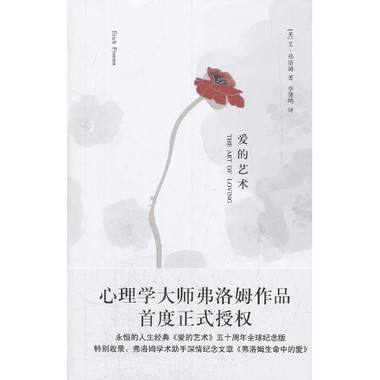 Erich Fromm
[美] 艾·弗洛姆 著
李健鸣 译
爱的艺术
THE ART OF LOVING
心理学大师弗洛姆作品
首度正式授权
永恒的人生经典《爱的艺术》五十周年全球纪念版
特别收录:弗洛姆学术助手深情纪念文章《弗洛姆生命中的爱》